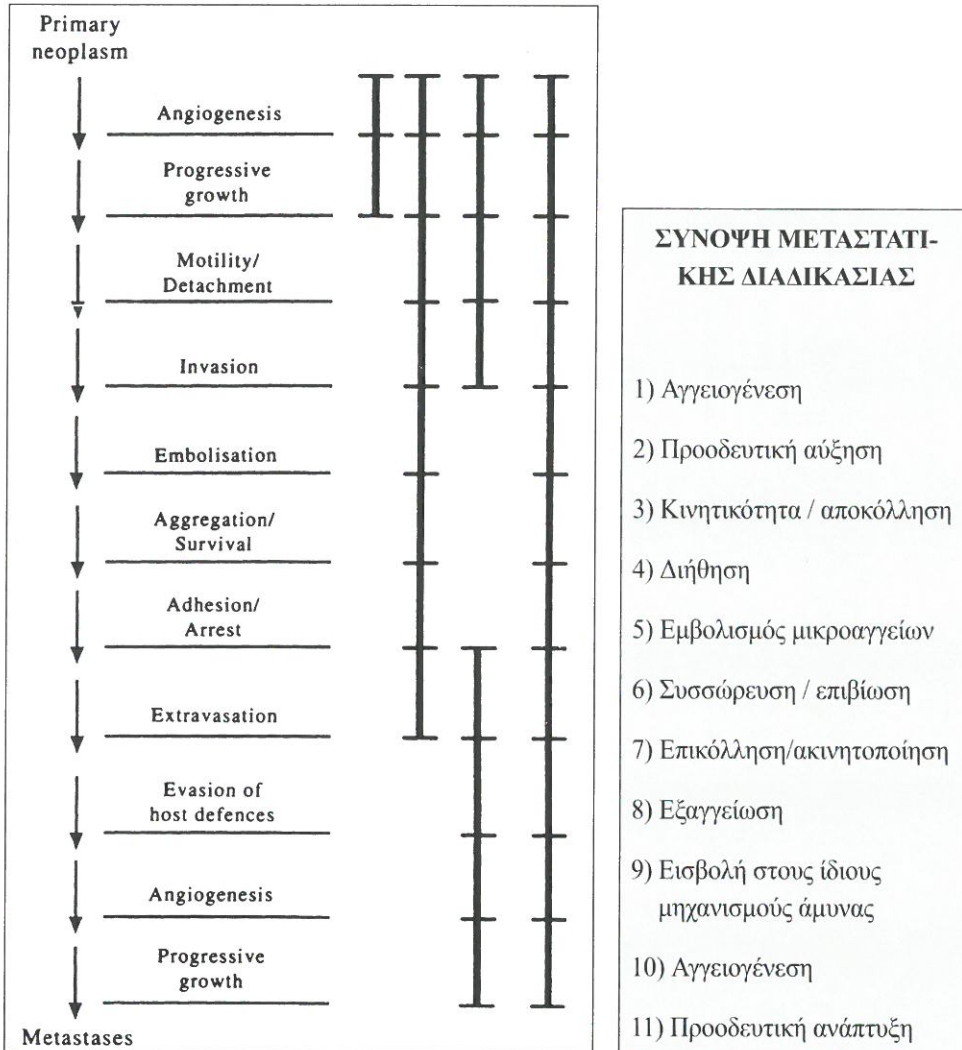 Primary
neoplasm
Angiogenesis
Progressive
growth
Motility/
Detachment
Invasion
Embolisation
Aggregation/
Survival
Adhesion/
Arrest
Extravasation
Evasion of
host defences
Angiogenesis
Progressive
growth
Metastases
ΣΥΝΟΨΗ ΜΕΤΑΣΤΑΤΙ-
ΚΗΣ ΔΙΑΔΙΚΑΣΙΑΣ
1) Αγγειογένεση
2) Προοδευτική αύξηση
3) Κινητικότητα / αποκόλληση
4) Διήθηση
5) Εμβολισμός μικροαγγείων
6) Συσσώρευση / επιβίωση
7) Επικόλληση/ακινητοποίηση
8) Εξαγγείωση
9) Εισβολή στους ίδιους
μηχανισμούς άμυνας
10) Αγγειογένεση
11) Προοδευτική ανάπτυξη